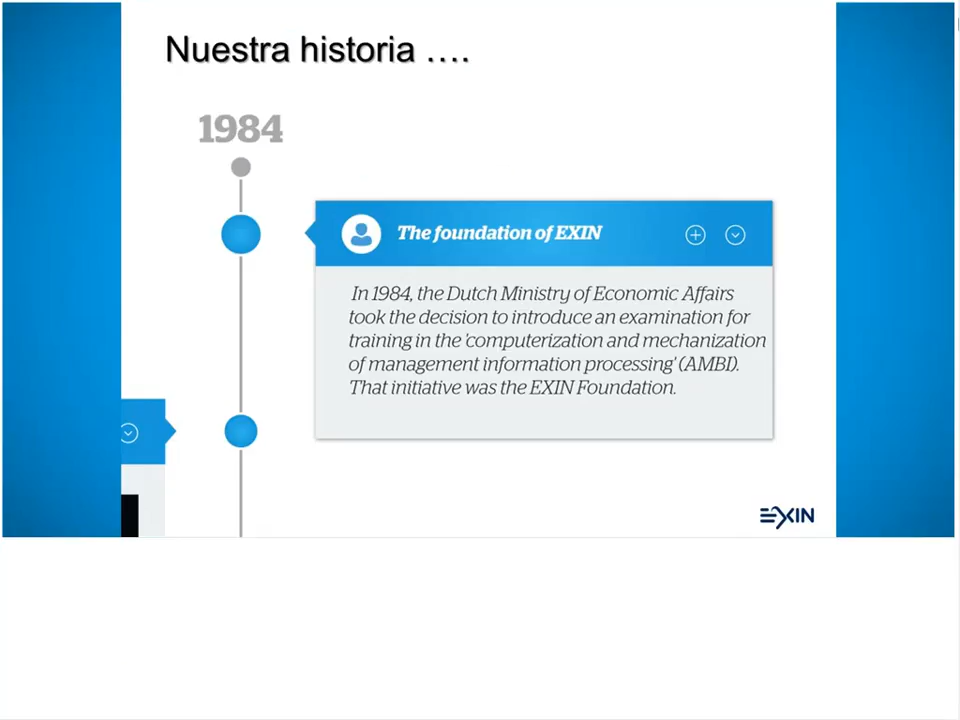 Nuestra historia ....
1984
The foundation of EXIN
In 1984, the Dutch Ministry of Economic Affairs
took the decision to introduce an examination for
training in the 'computerization and mechanization
of management information processing' (AMBI).
That initiative was the EXIN Foundation.
EXIN